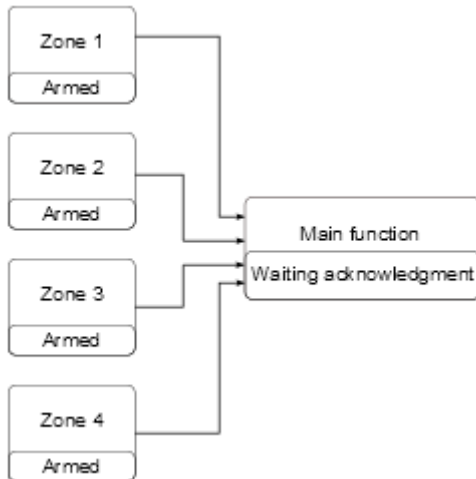 Zone 1
Armed
Zone 2
Armed
Zone 3
Armed
Zone 4
Armed
Main function
Waiting acknowledgment